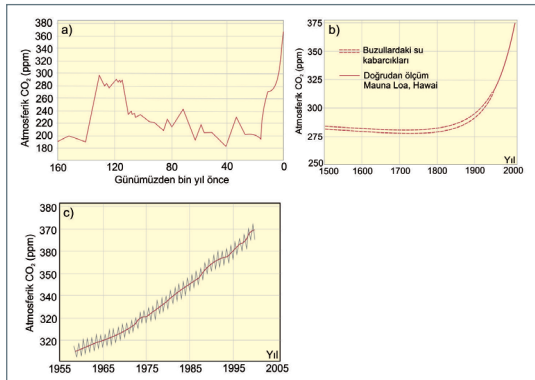 a)
Atmosferik CO₂ (ppm)
380
360
340
320
300
280
260
240
220
200
180
160 120 80 40 0
Günümüzden bin yıl önce
b)
Atmosferik CO₂ (ppm)
375
350
325
300
275
250
Buzullardaki su
kabarcıkları
Doğrudan ölçüm
Mauna Loa, Hawai
Yıl
1500 1600 1700 1800 1900 2000
c)
Atmosferik CO₂ (ppm)
380
370
360
350
340
320
320
Yıl
1955 1965 1975 1985 1995 2005